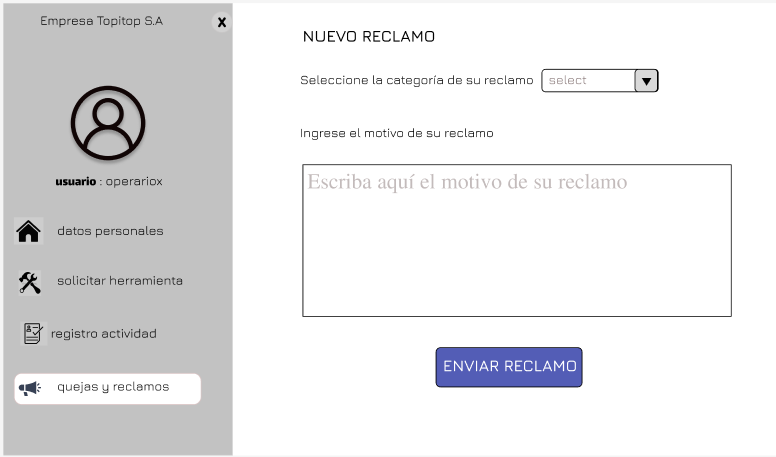 Empresa Topitop S.A
x
usuario : operariox
datos personales
solicitar herramienta
registro actividad
quejas y reclamos
NUEVO RECLAMO
Seleccione la categoría de su reclamo select
Ingrese el motivo de su reclamo
Escriba aquí el motivo de su reclamo
ENVIAR RECLAMO